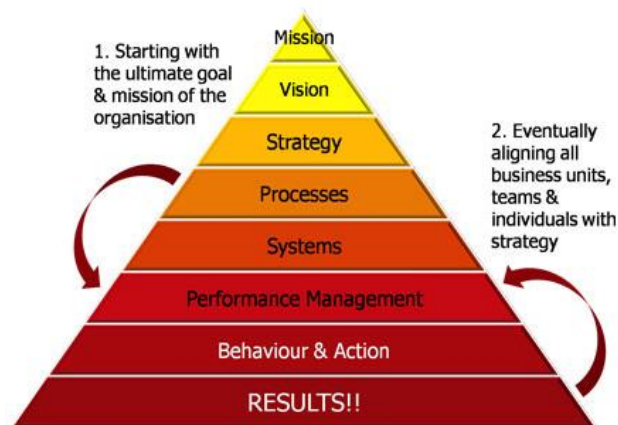 Mission
1. Starting with
the ultimate goal
& mission of the
organisation
Vision
Strategy
2. Eventually
aligning all
business units,
teams &
individuals with
strategy
Processes
Systems
Performance Management
Behaviour & Action
RESULTS!!